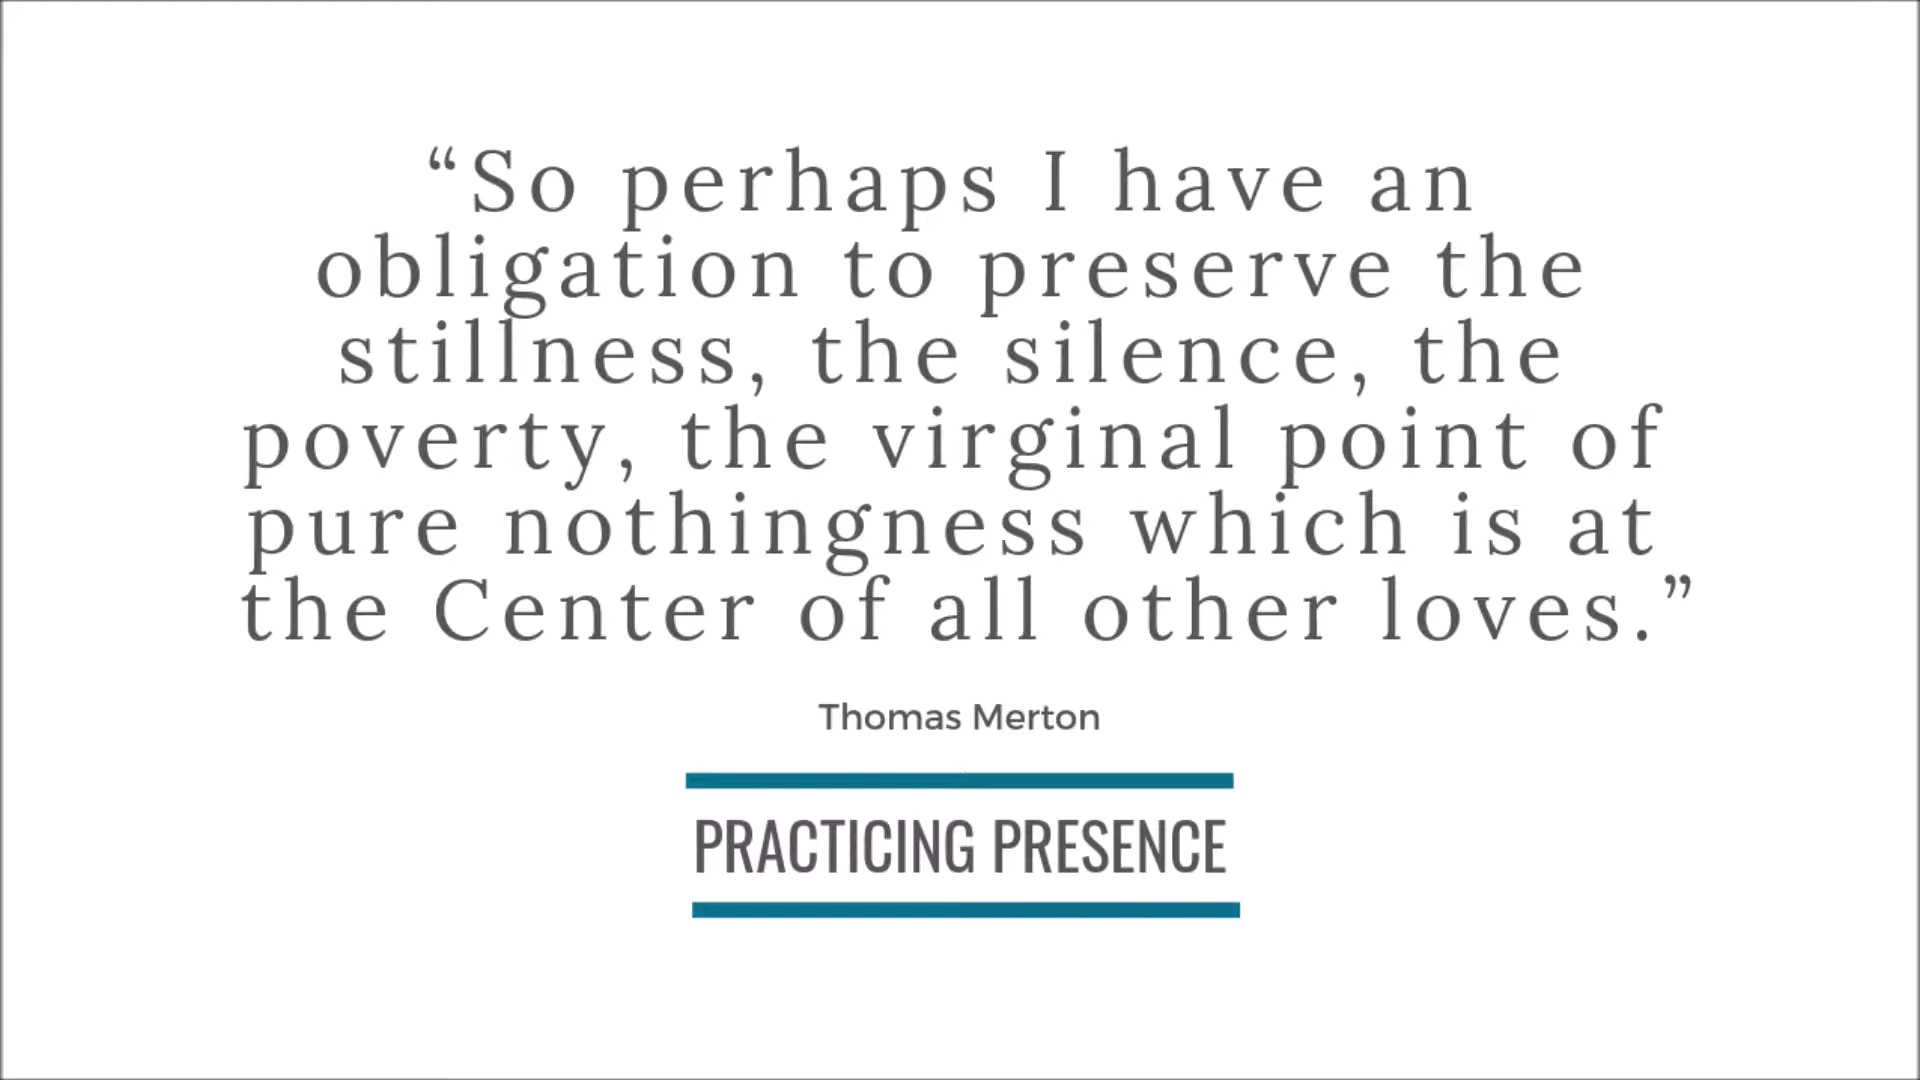 “So perhaps I have an
obligation to preserve the
stillness, the silence, the
poverty, the virginal point of
pure nothingness which is at
the Center of all other loves.”
Thomas Merton
PRACTICING PRESENCE